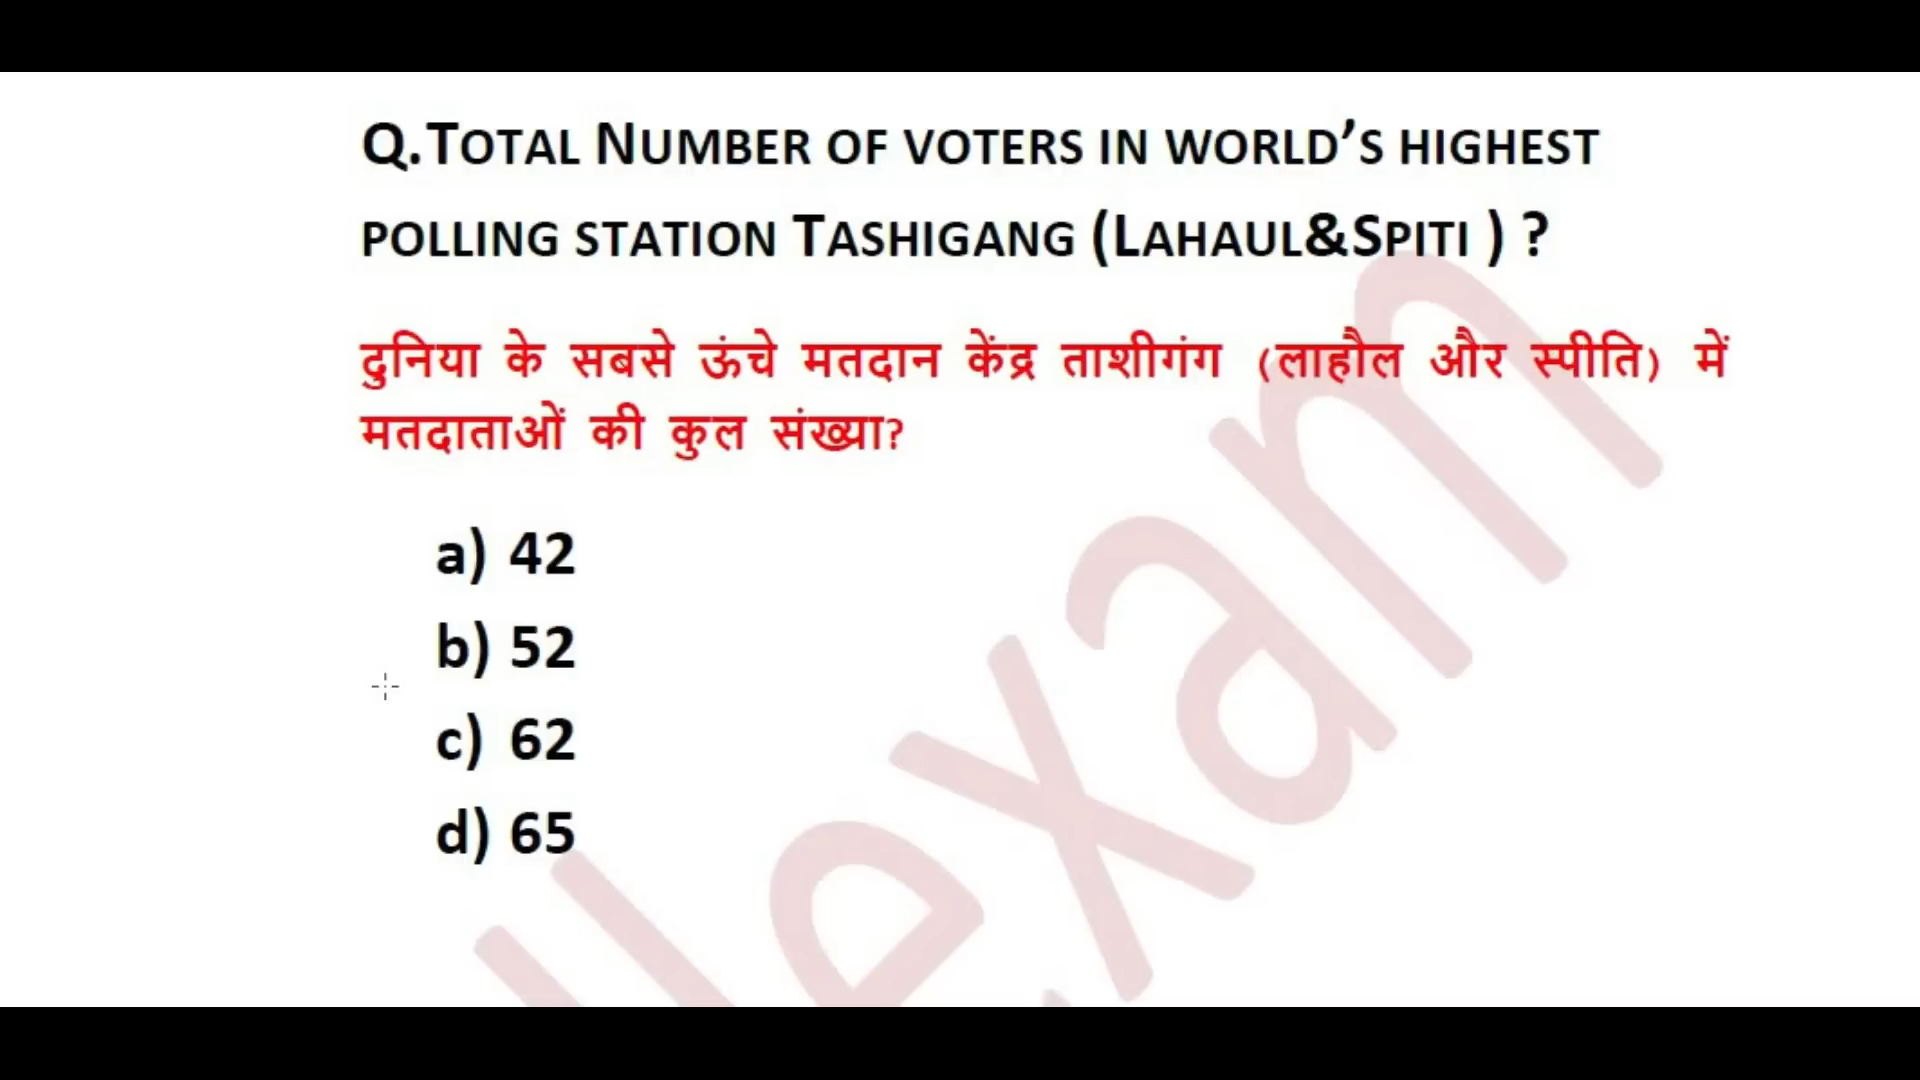 Q.Total Number of voters in world's highest
polling station Tashigang (Lahaul&Spiti ) ?
दुनिया के सबसे ऊंचे मतदान केंद्र ताशीगंग (लाहौल और स्पीति) में
मतदाताओं की कुल संख्या?
a) 42
b) 52
c) 62
d) 65